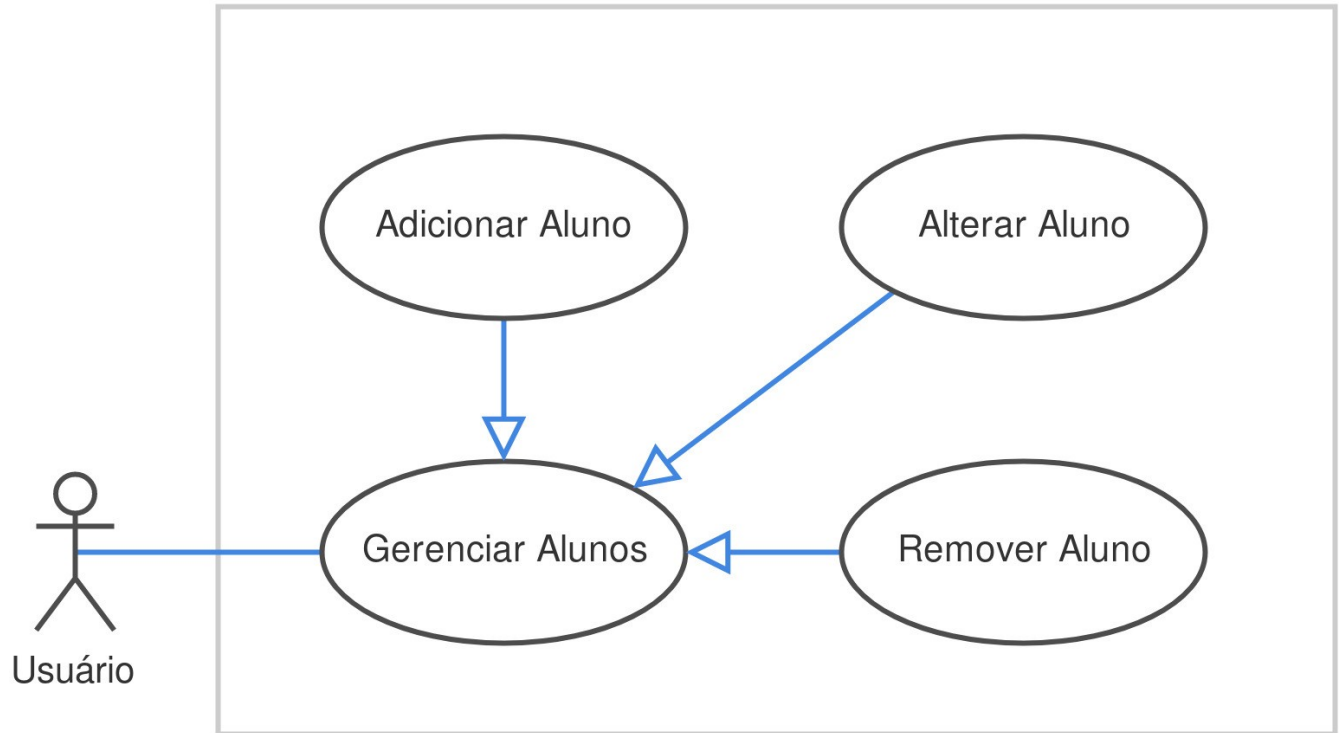 Adicionar Aluno
Alterar Aluno
Gerenciar Alunos
Remover Aluno
Usuário